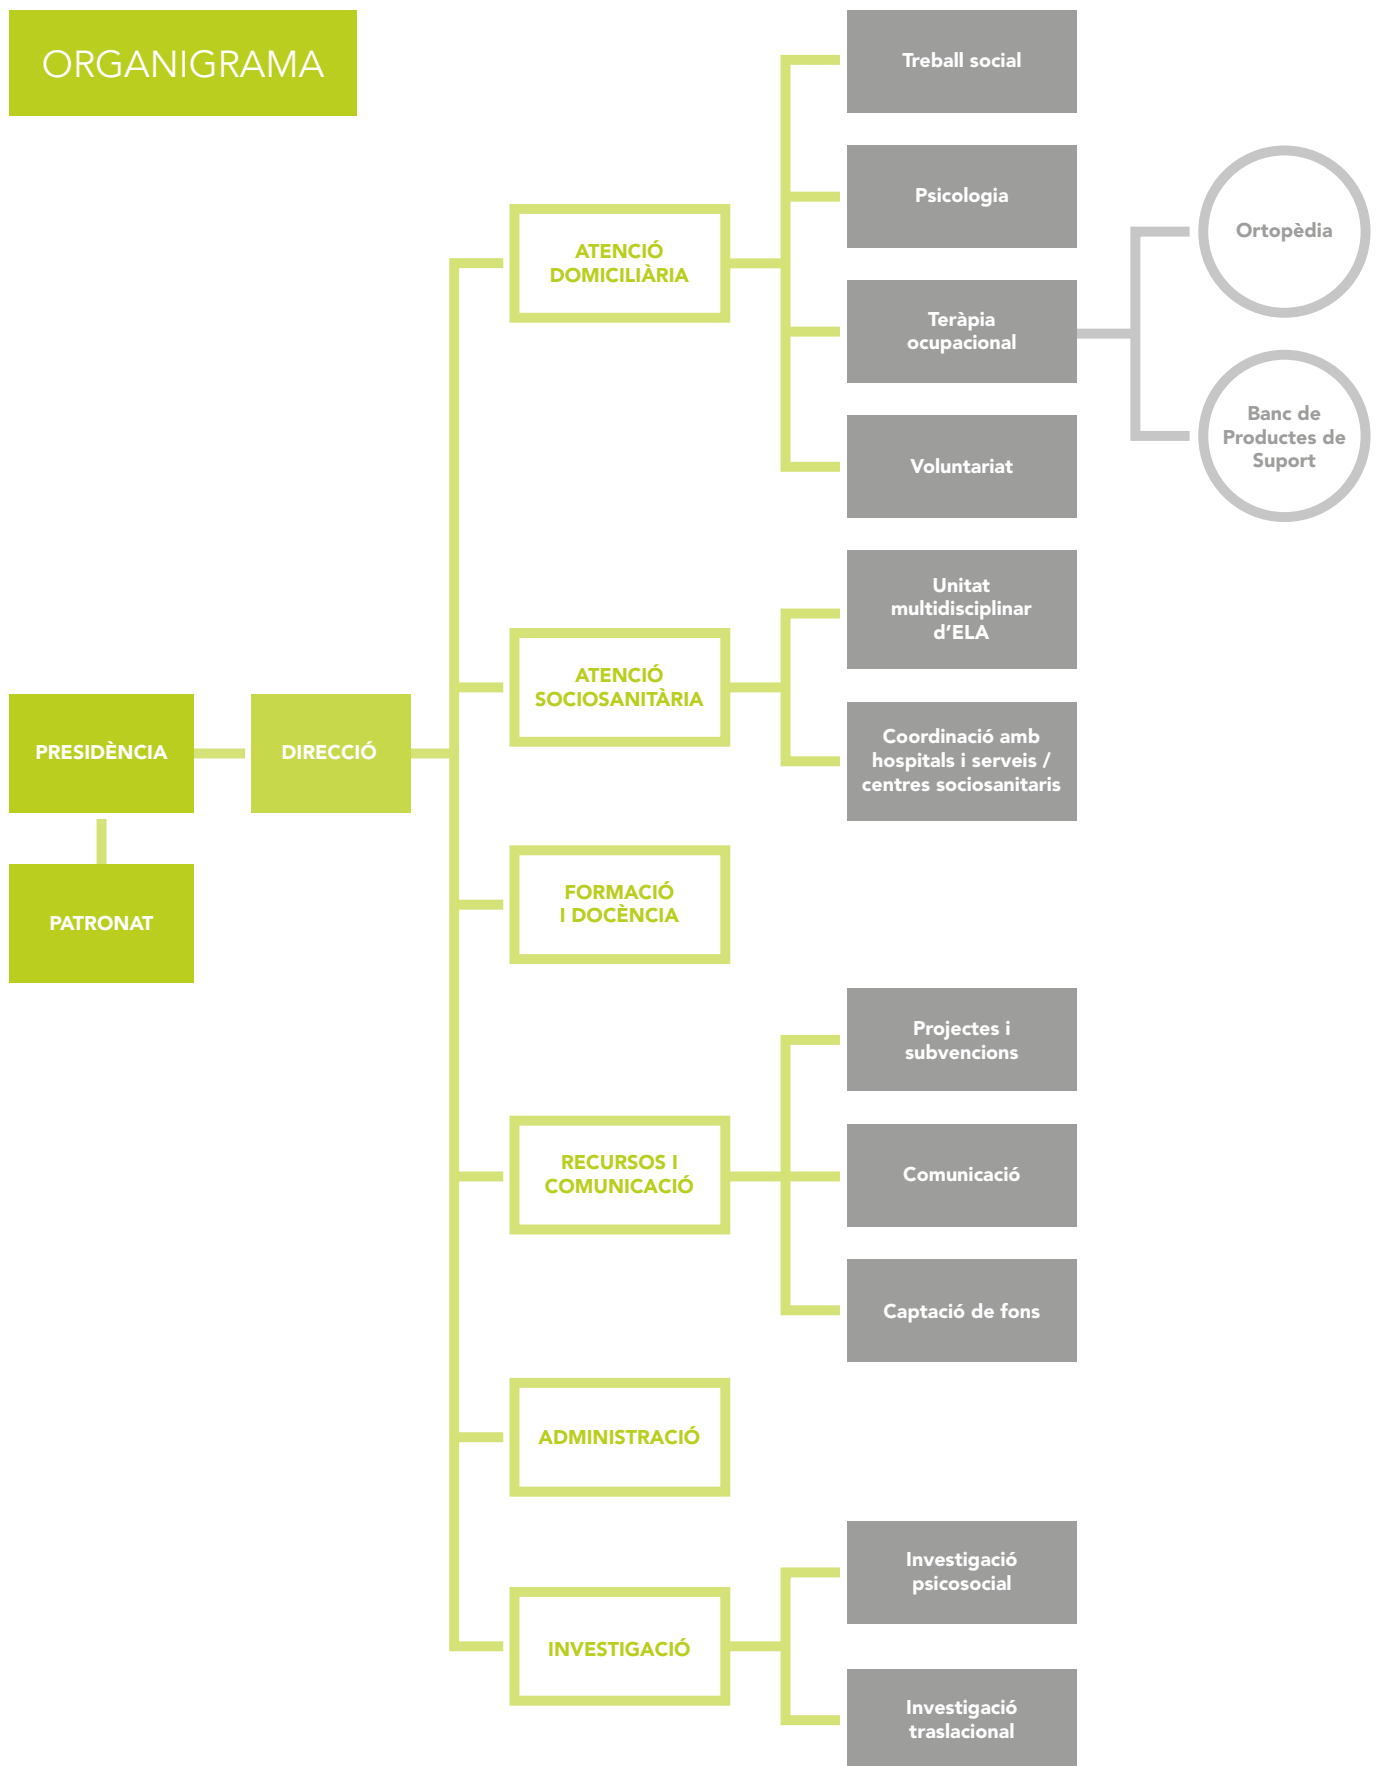 ORGANIGRAMA
PRESIDÈNCIA
PATRONAT
DIRECCIÓ
ATENCIÓ
DOMICILIÀRIA
Treball social
Psicologia
Teràpia
ocupacional
Ortopèdia
Banc de
Productes de
Suport
Voluntariat
ATENCIÓ
SOCIOSANITÀRIA
Unitat
multidisciplinar
d’ELA
Coordinació amb
hospitals i serveis /
centres sociosanitaris
FORMACIÓ
I DOCÈNCIA
RECURSOS I
COMUNICACIÓ
Projectes i
subvencions
Comunicació
Captació de fons
ADMINISTRACIÓ
INVESTIGACIÓ
Investigació
psicosocial
Investigació
traslacional